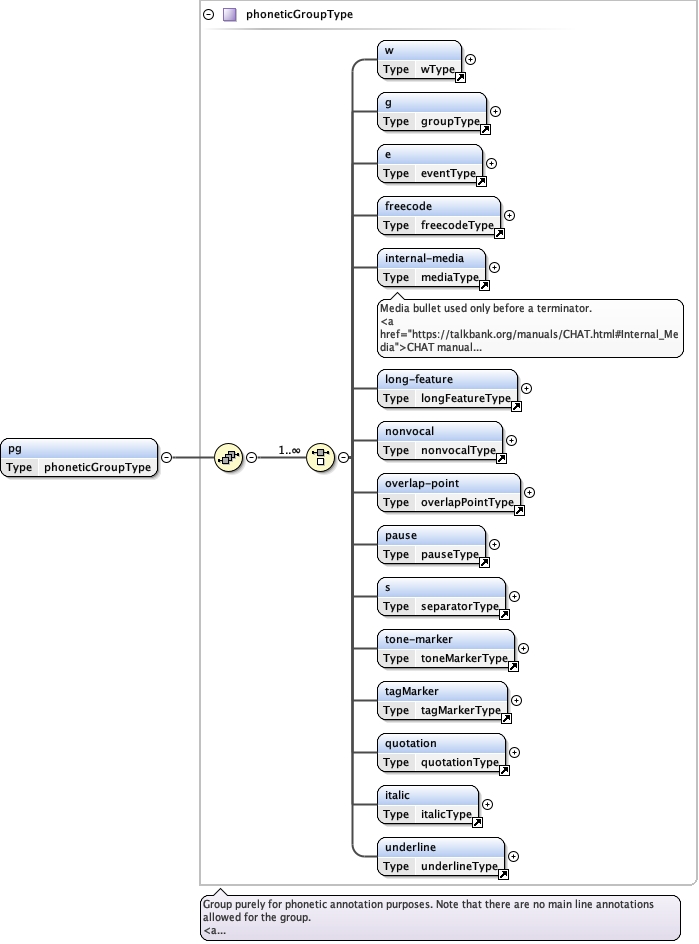 phoneticGroupType
w
Type wType
g
Type groupType
e
Type eventType
freecode
Type freecodeType
internal-media
Type mediaType
Media bullet used only before a terminator.
<a
href="https://talkbank.org/manuals/CHAT.html#Internal_Me
dia">CHAT manual...
long-feature
Type longFeatureType
nonvocal
Type nonvocalType
pg
Type phoneticGroupType
1..∞
overlap-point
Type overlapPointType
pause
Type pauseType
s
Type separatorType
tone-marker
Type toneMarkerType
tagMarker
Type tagMarkerType
quotation
Type quotationType
italic
Type italicType
underline
Type underlineType
Group purely for phonetic annotation purposes. Note that there are no main line annotations
allowed for the group.
<a...